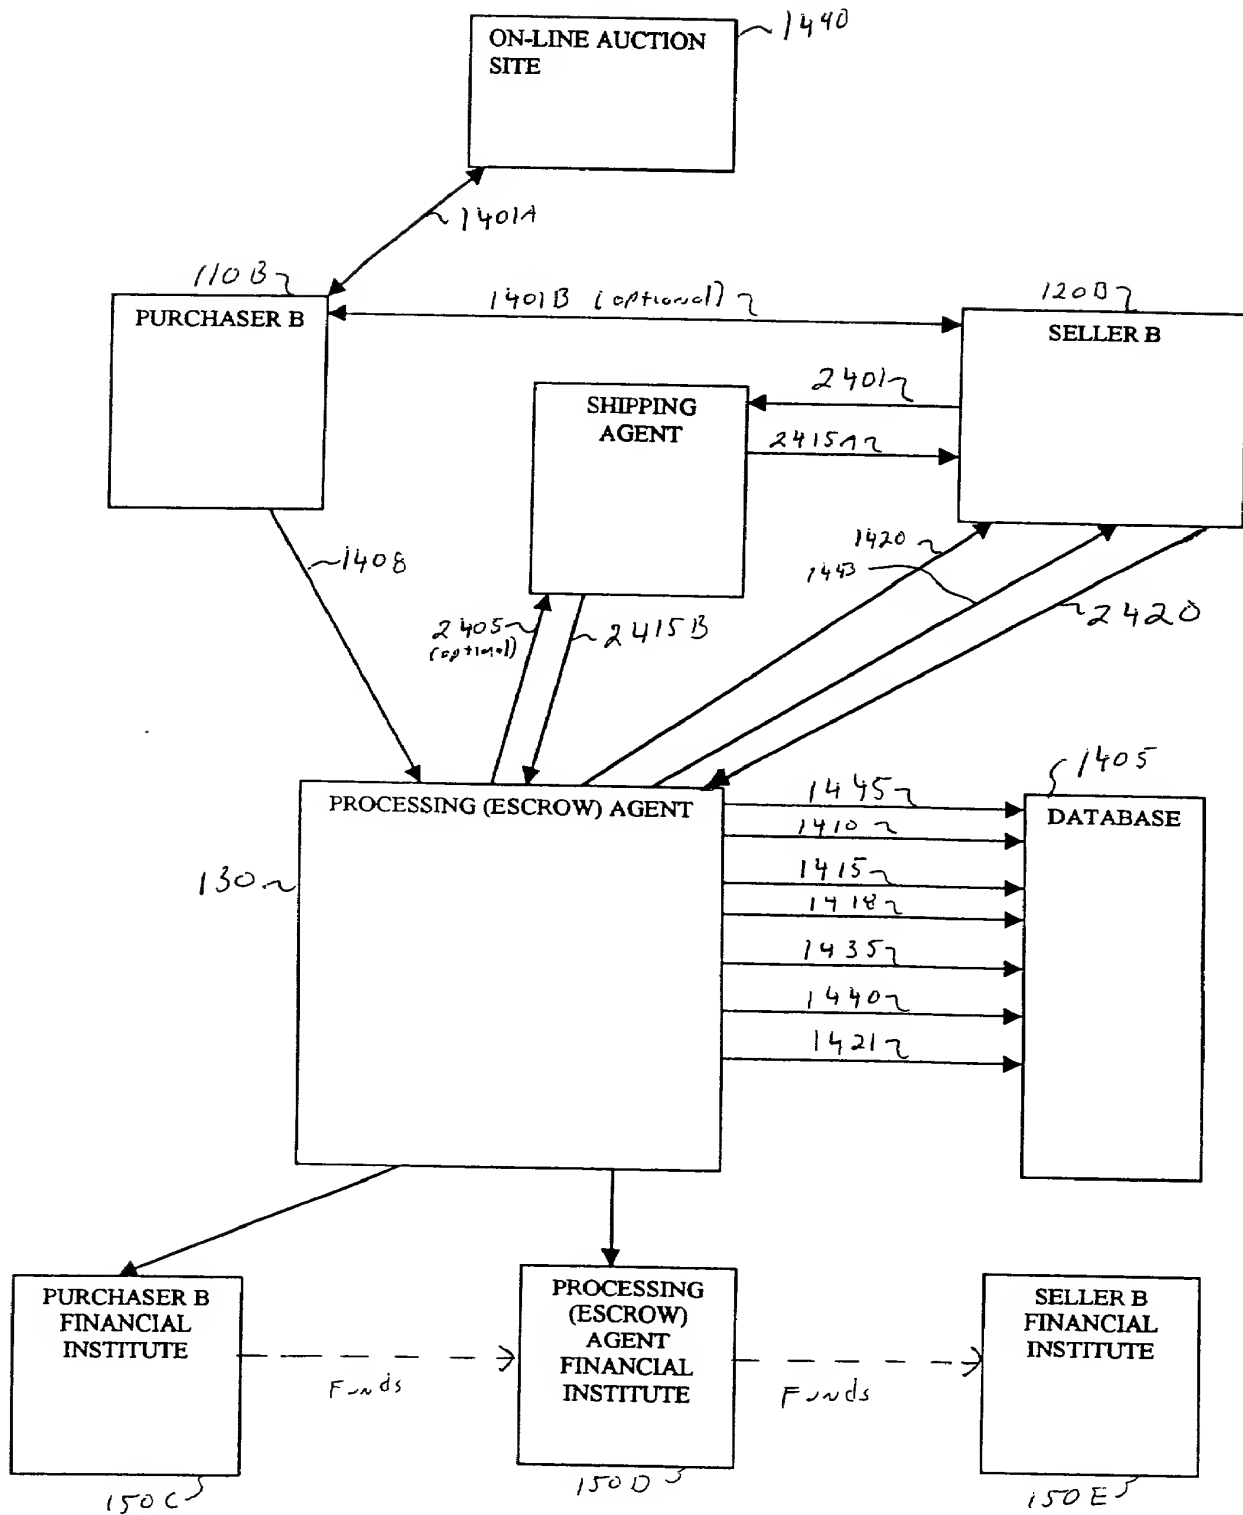 ON-LINE AUCTION
SITE
1440
1401A
110B
1401B (optional)
120B
PURCHASER B
SELLER B
2401
SHIPPING
AGENT
2415A
1408
1420
1443
2420
2405
(optional)
2415B
PROCESSING (ESCROW) AGENT
1445
1405
DATABASE
1410
130
1415
1418
1435
1440
1421
PURCHASER B
FINANCIAL
INSTITUTE
PROCESSING
(ESCROW)
AGENT
FINANCIAL
INSTITUTE
SELLER B
FINANCIAL
INSTITUTE
Funds
Funds
150C
150D
150E